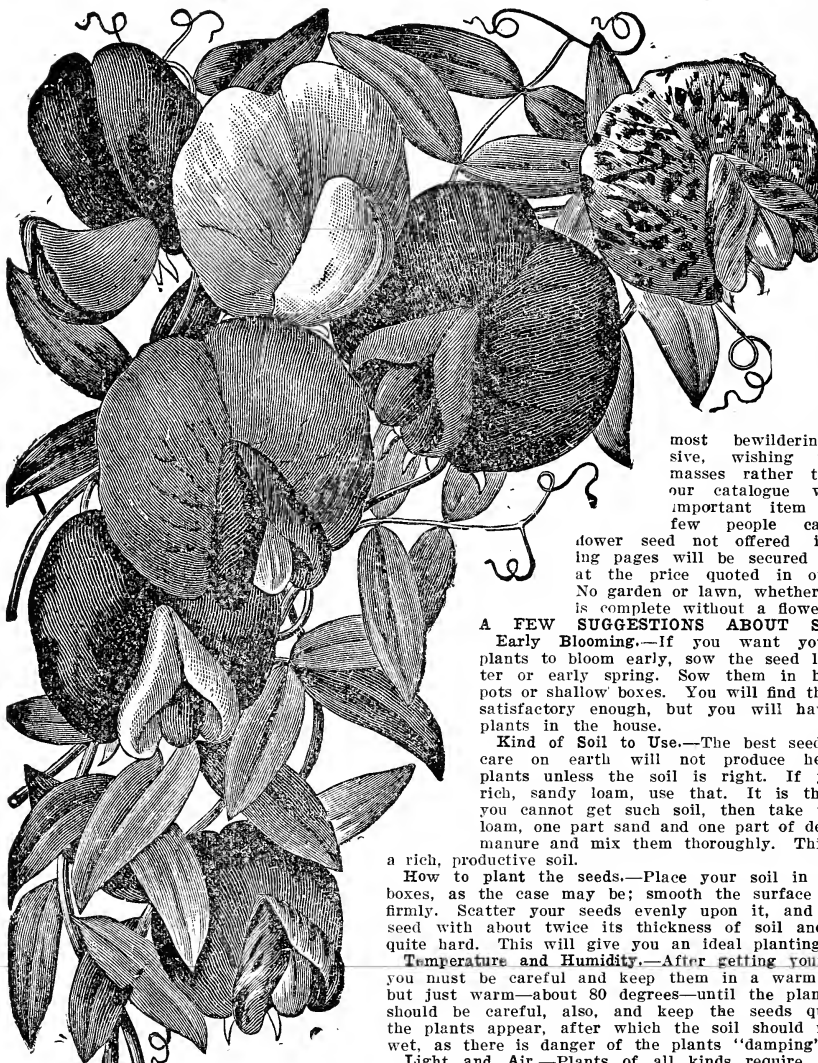 most bewilderin
sive, wishing
masses rather t
our catalogue w
important item
few people ca
flower seed not offered i
ing pages will be secured
at the price quoted in o
No garden or lawn, whether
is complete without a flowe
A FEW SUGGESTIONS ABOUT S
Early Blooming.—If you want yo
plants to bloom early, sow the seed l
ter or early spring. Sow them in b
pots or shallow boxes. You will find th
satisfactory enough, but you will ha
plants in the house.
Kind of Soil to Use.—The best seed
care on earth will not produce he
plants unless the soil is right. If
rich, sandy loam, use that. It is th
you cannot get such soil, then take
loam, one part sand and one part of de
manure and mix them thoroughly. Thi
a rich, productive soil.
How to plant the seeds.—Place your soil in
boxes, as the case may be; smooth the surface
firmly. Scatter your seeds evenly upon it, and
seed with about twice its thickness of soil and
quite hard. This will give you an ideal planting
Temperature and Humidity.—After getting you
you must be careful and keep them in a warm
but just warm—about 80 degrees—until the plan
should be careful, also, and keep the seeds qu
the plants appear, after which the soil should
wet, as there is danger of the plants "damping"
Light and Air.—Plants of all kinds require